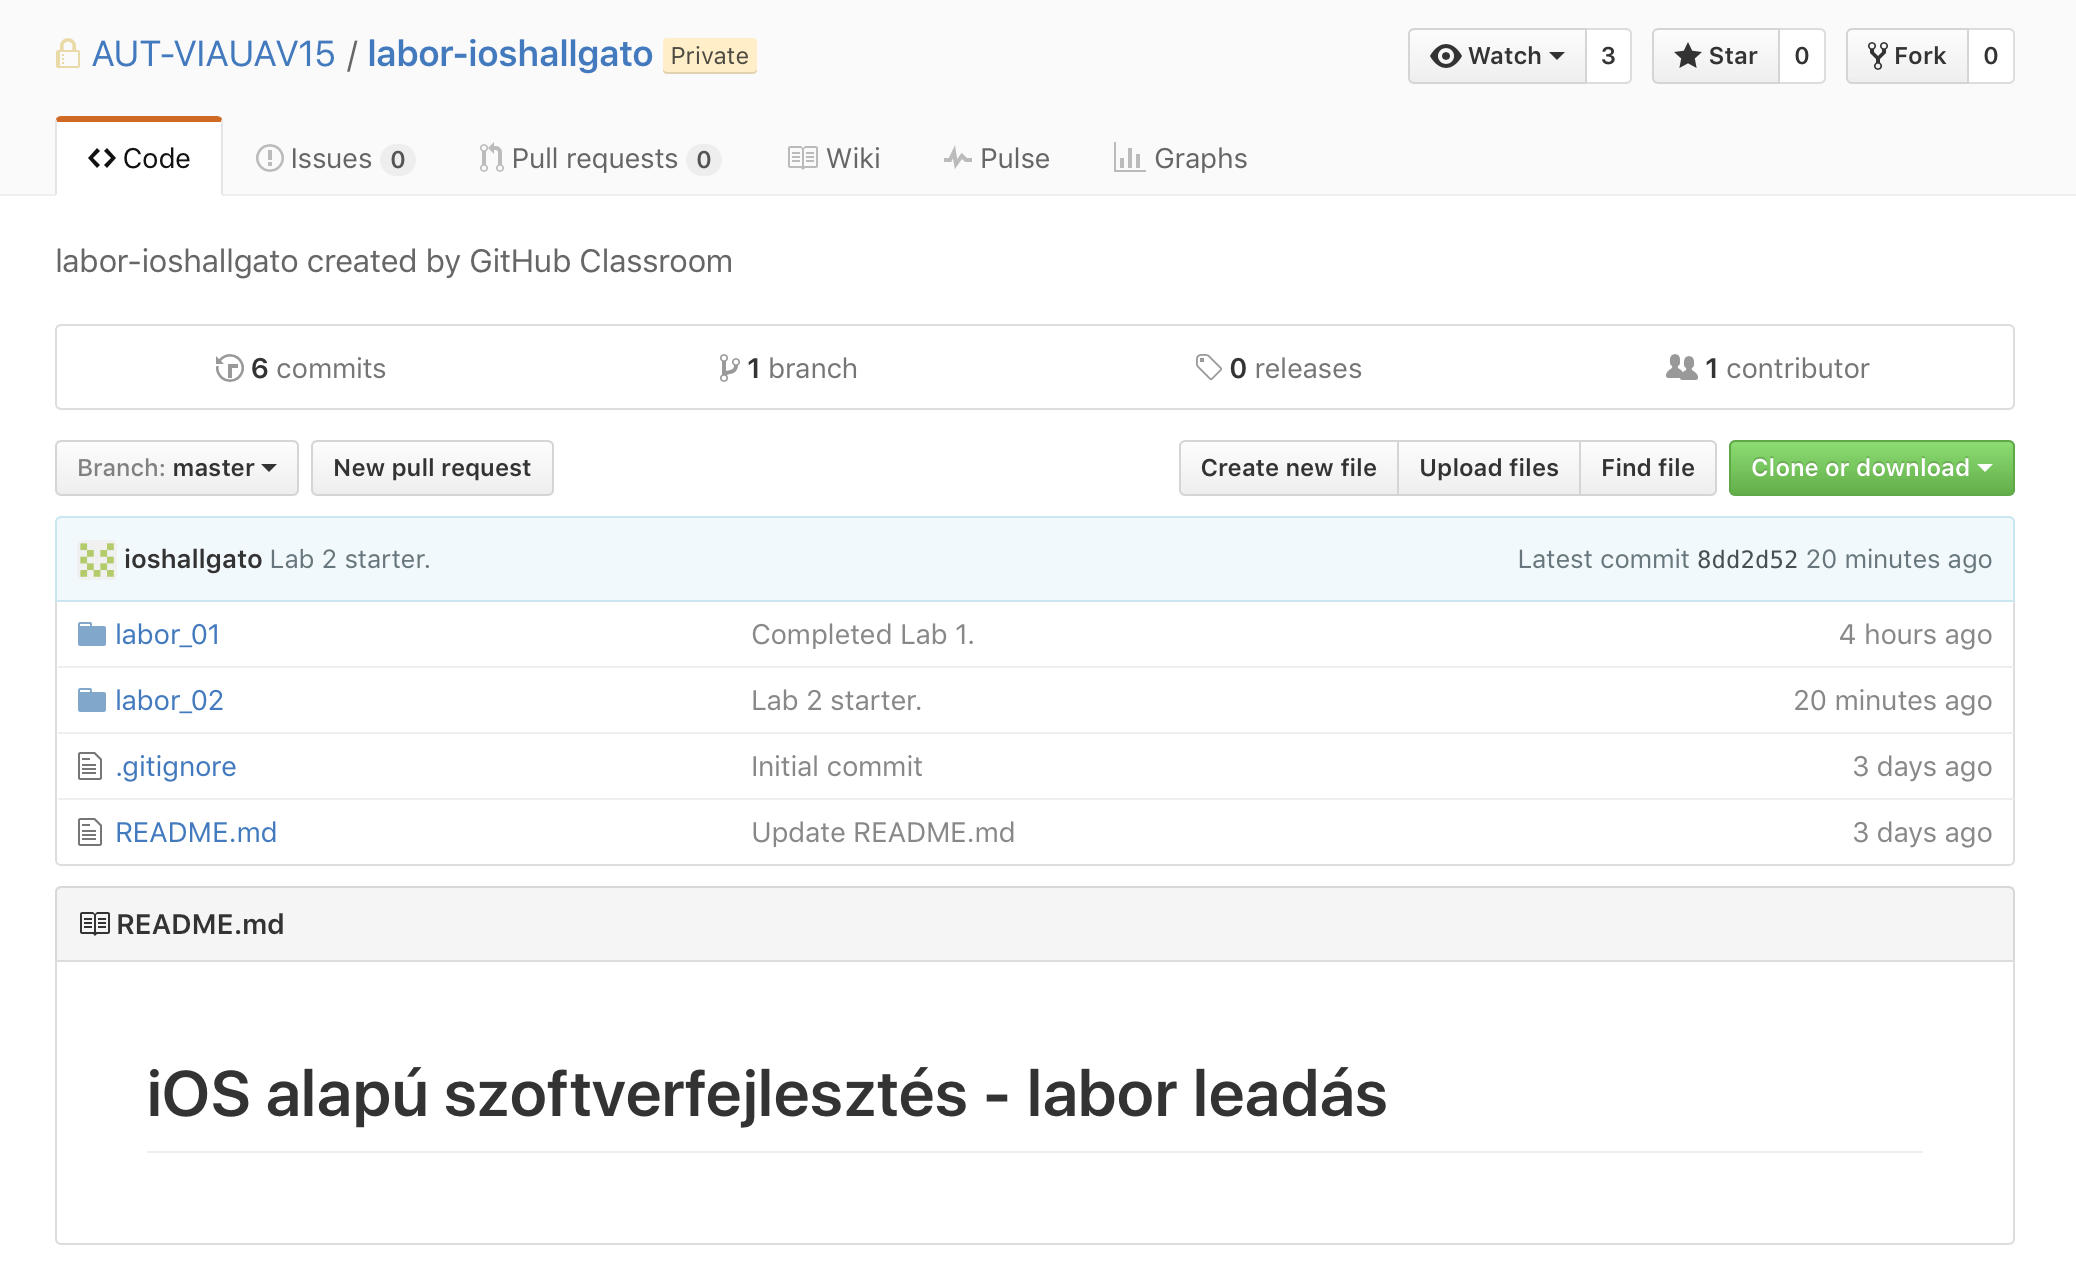 AUT-VIAUAV15 / labor-ioshallgato Private Watch 3 Star 0 Fork 0
Code Issues 0 Pull requests 0 Wiki Pulse Graphs
labor-ioshallgato created by GitHub Classroom
6 commits 1 branch 0 releases 1 contributor
Branch: master New pull request Create new file Upload files Find file Clone or download
ioshallgato Lab 2 starter. Latest commit 8dd2d52 20 minutes ago
labor_01 Completed Lab 1. 4 hours ago
labor_02 Lab 2 starter. 20 minutes ago
.gitignore Initial commit 3 days ago
README.md Update README.md 3 days ago
README.md
iOS alapú szoftverfejlesztés - labor leadás